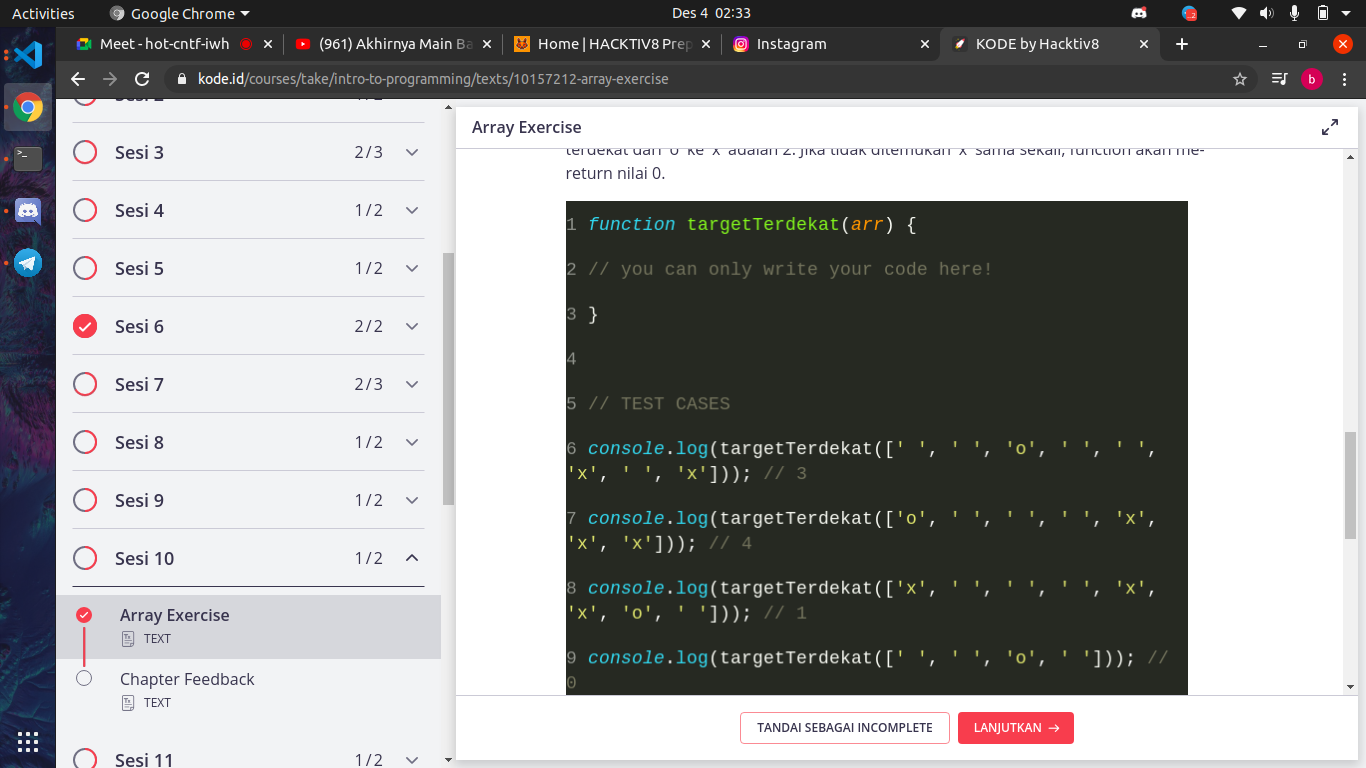 Activities
Google Chrome
Des 4 02:33
Meet - hot-cntf-iwh
(961) Akhirnya Main Ba
Home | HACKTIV8 Prep
Instagram
KODE by Hacktiv8
kode.id/courses/take/intro-to-programming/texts/10157212-array-exercise
b
Sesi 3 2/3
Sesi 4 1/2
Sesi 5 1/2
Sesi 6 2/2
Sesi 7 2/3
Sesi 8 1/2
Sesi 9 1/2
Sesi 10 1/2
Array Exercise
TEXT
Chapter Feedback
TEXT
Sesi 11 1/2
Array Exercise
terdekat dari 'o' ke 'x' adalah 2. Jika tidak ditemukan 'x' sama sekali, function akan me-
return nilai 0.
1 function targetTerdekat(arr) {
2 // you can only write your code here!
3 }
4
5 // TEST CASES
6 console.log(targetTerdekat([' ', ' ', 'o', ' ', ' ',
'x', ' ', 'x'])); // 3
7 console.log(targetTerdekat(['o', ' ', ' ', ' ', 'x',
'x', 'x'])); // 4
8 console.log(targetTerdekat(['x', ' ', ' ', ' ', 'x',
'x', 'o', ' '])); // 1
9 console.log(targetTerdekat([' ', ' ', 'o', ' '])); //
0
TANDAI SEBAGAI INCOMPLETE
LANJUTKAN →